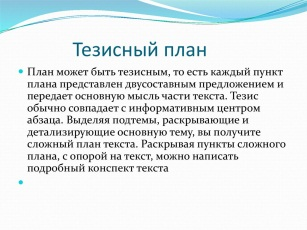 Тезисный план
План может быть тезисным, то есть каждый пункт
плана представлен двусоставным предложением и
передает основную мысль части текста. Тезис
обычно совпадает с информативным центром
абзаца. Выделяя подтемы, раскрывающие и
детализирующие основную тему, вы получите
сложный план текста. Раскрывая пункты сложного
плана, с опорой на текст, можно написать
подробный конспект текста